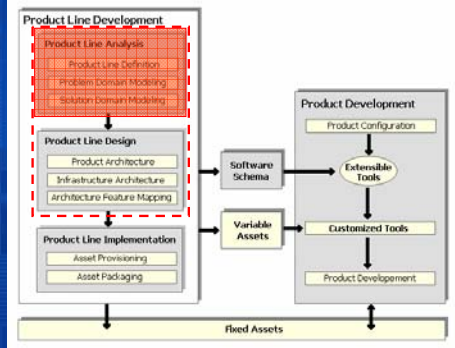 Product Line Development
Product Line Analysis
Product Line Definition
Problem Domain Modeling
Solution Domain Modeling
Product Line Design
Product Architecture
Infrastructure Architecture
Architecture Feature Mapping
Product Line Implementation
Asset Provisioning
Asset Packaging
Software
Schema
Variable
Assets
Product Development
Product Configuration
Extensible
Tools
Customized Tools
Product Developement
Fixed Assets